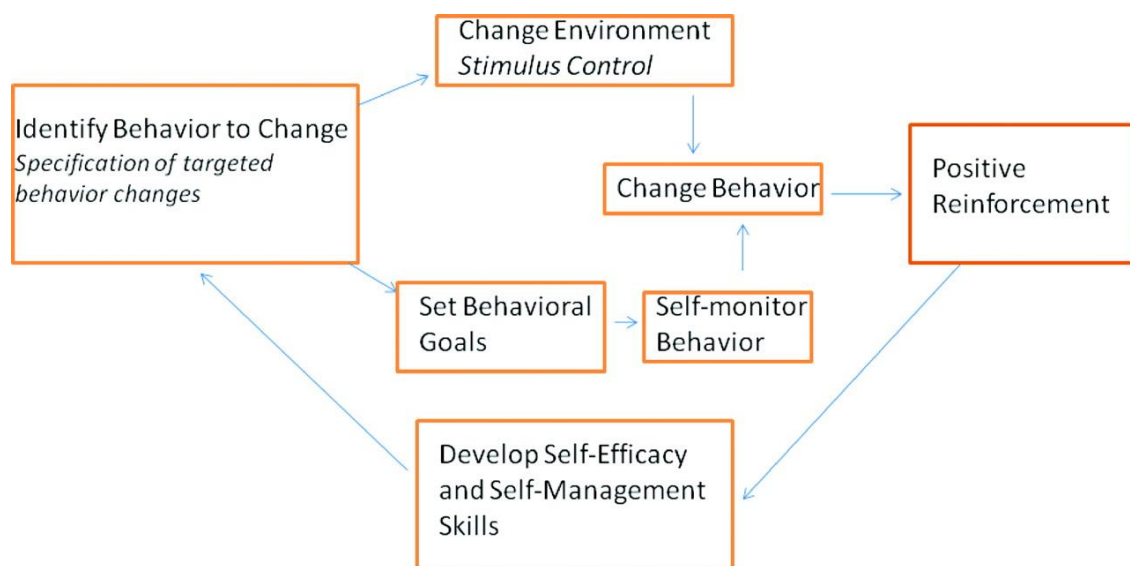 Change Environment
Stimulus Control
Identify Behavior to Change
Specification of targeted
behavior changes
Change Behavior
Positive
Reinforcement
Set Behavioral
Goals
Self-monitor
Behavior
Develop Self-Efficacy
and Self-Management
Skills